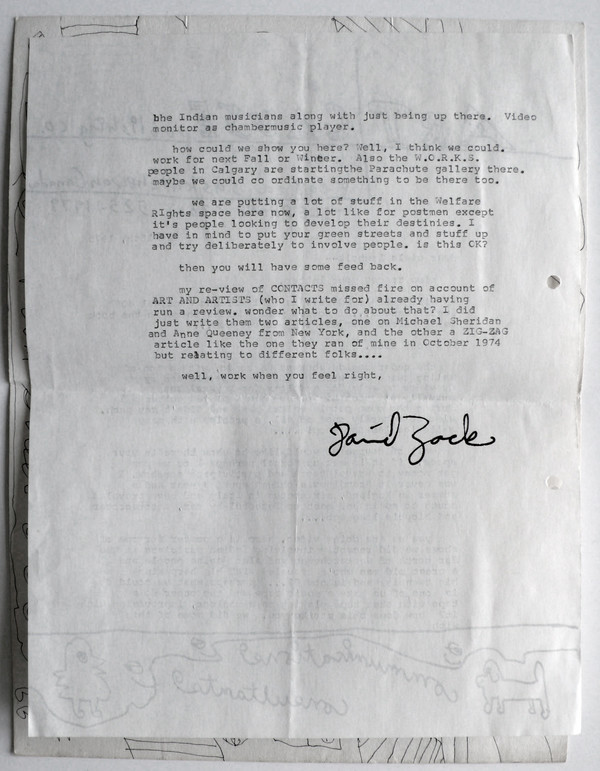 bhe Indian musicians along with just being up there.  Video
monitor as chambermusic player.
how could we show you here? Well, I think we could.
work for next Fall or Winter.  Also the W.O.R.K.S.
people in Calgary are startingthe Parachute gallery there.
maybe we could co ordinate something to be there too.
we are putting a lot of stuff in the Welfare
RIghts space here now, a lot like for postmen except
it's people looking to develop their destinies. I
have in mind to put your green streets and stuff up
and try deliberately to involve people. is this OK?
then you will have some feed back.
my re-view of CONTACTS missed fire on account of
ART AND ARTISTS (who I write for) already having
run a review. wonder what to do about that? I did
just write them two articles, one on Michael Sheridan
and Anne Queeney from New York, and the other a ZIG-ZAG
article like the one they ran of mine in October 1974
but relating to different folks....
well, work when you feel right,
David Zack
communications
consultants